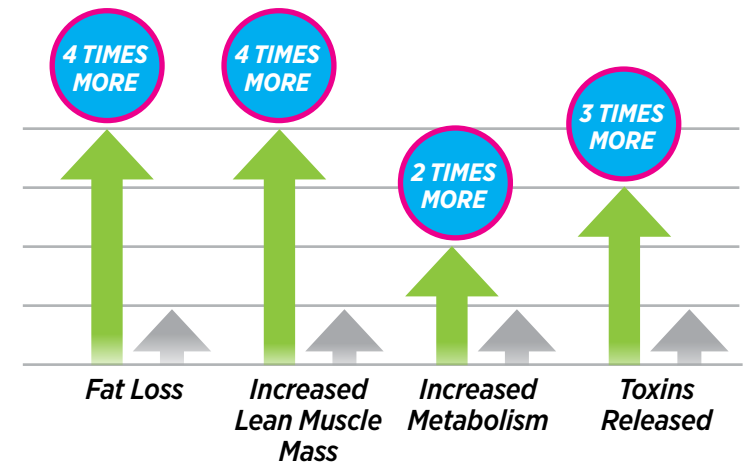 4 TIMES
MORE
4 TIMES
MORE
2 TIMES
MORE
3 TIMES
MORE
Fat Loss
Increased
Lean Muscle
Mass
Increased
Metabolism
Toxins
Released